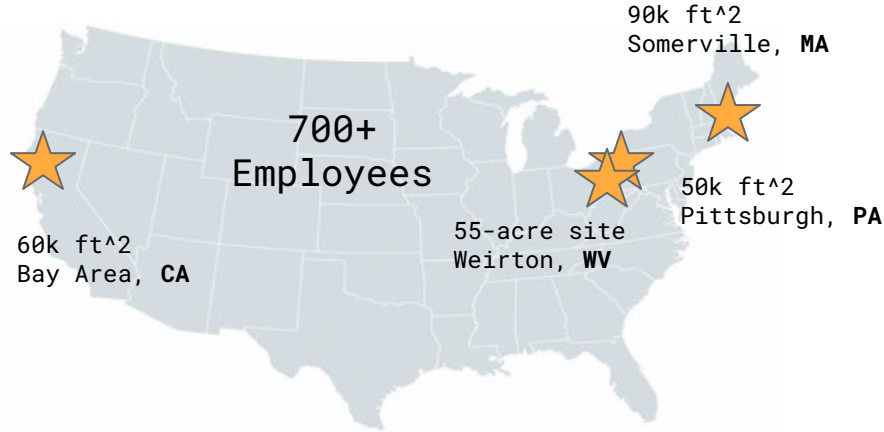 90k ft^2
Somerville, MA
700+
Employees
50k ft^2
Pittsburgh, PA
55-acre site
Weirton, WV
60k ft^2
Bay Area, CA